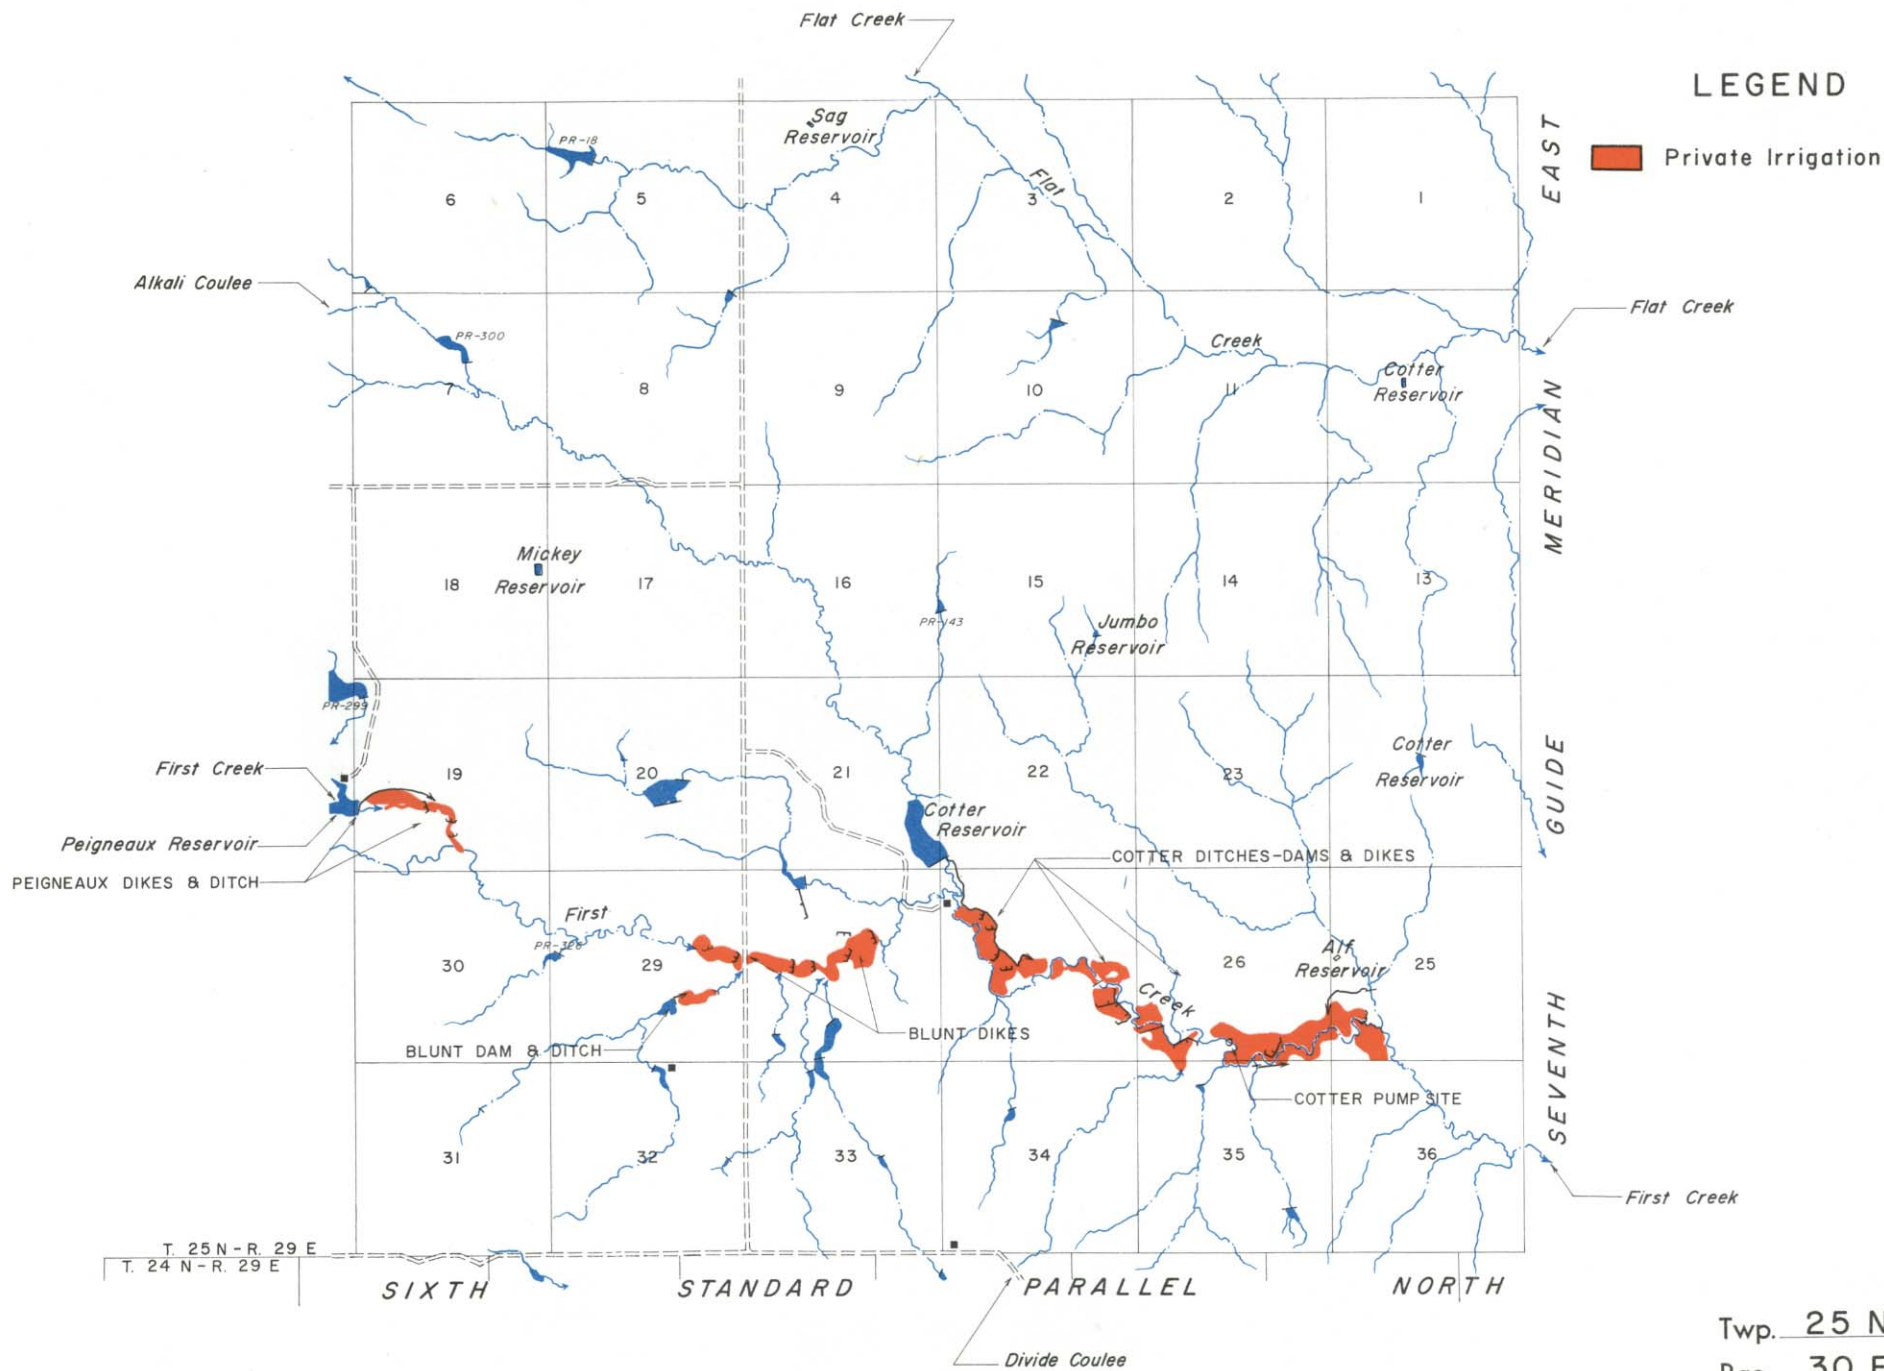 Flat Creek
LEGEND
Private Irrigation
Sag
Reservoir
PR-18
6
5
4
Flat
3
2
1
EAST
Alkali Coulee
Flat Creek
PR-300
Creek
7
8
9
10
11
Cotter
Reservoir
MERIDIAN
Mickey
Reservoir
18
17
16
15
14
13
PR-143
Jumbo
Reservoir
PR-299
First Creek
19
20
21
22
23
Cotter
Reservoir
GUIDE
Peigneaux Reservoir
Cotter
Reservoir
PEIGNEAUX DIKES & DITCH
COTTER DITCHES-DAMS & DIKES
First
30
29
26
Alf
Reservoir
25
Creek
BLUNT DIKES
BLUNT DAM & DITCH
COTTER PUMP SITE
SEVENTH
31
32
33
34
35
36
First Creek
T. 25 N - R. 29 E
T. 24 N - R. 29 E
SIXTH STANDARD PARALLEL NORTH
Divide Coulee
Twp. 25 N
30 E